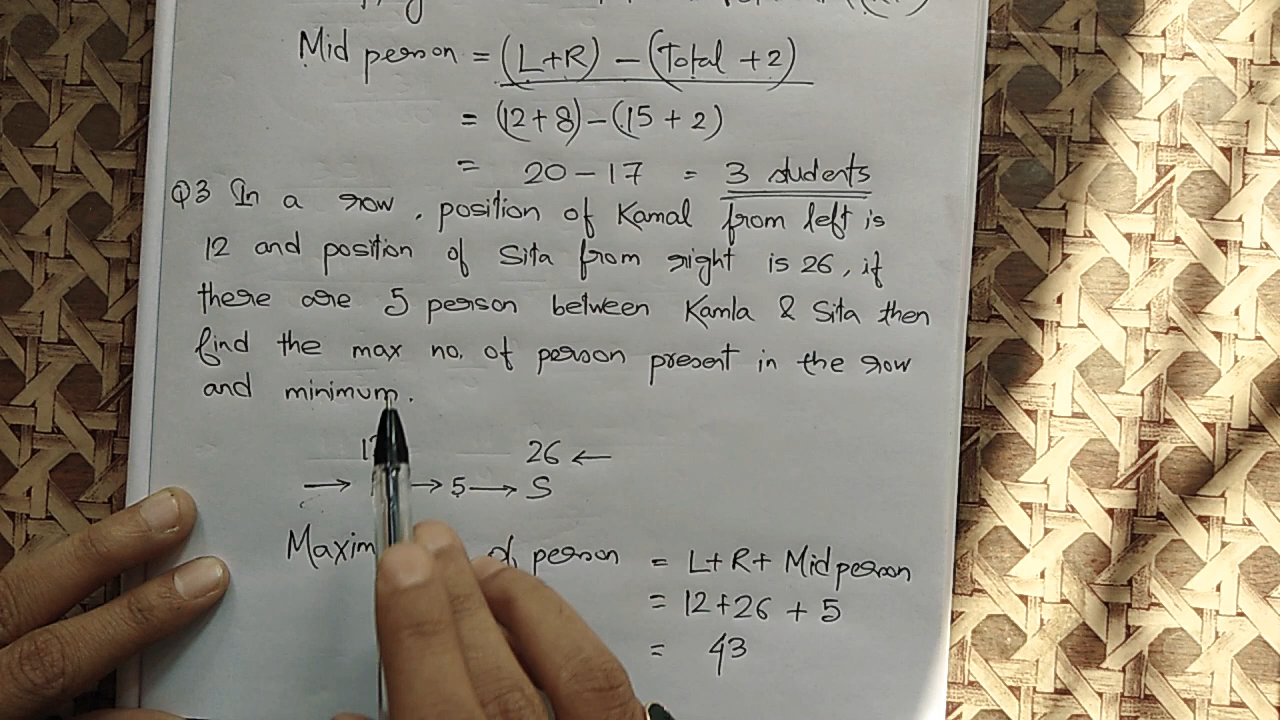 Mid person = (L+R) - (Total +2)
= (12+8)-(15+2)
= 20-17 = 3 students
Q3 In a row, position of Kamal from left is
12 and position of Sita from right is 26, if
there are 5 person between Kamla & Sita then
find the max no. of person present in the row
and minimum.
26 ←
→ → 5 → S
of person = L+R+ Mid person
= 12+26 + 5
= 43